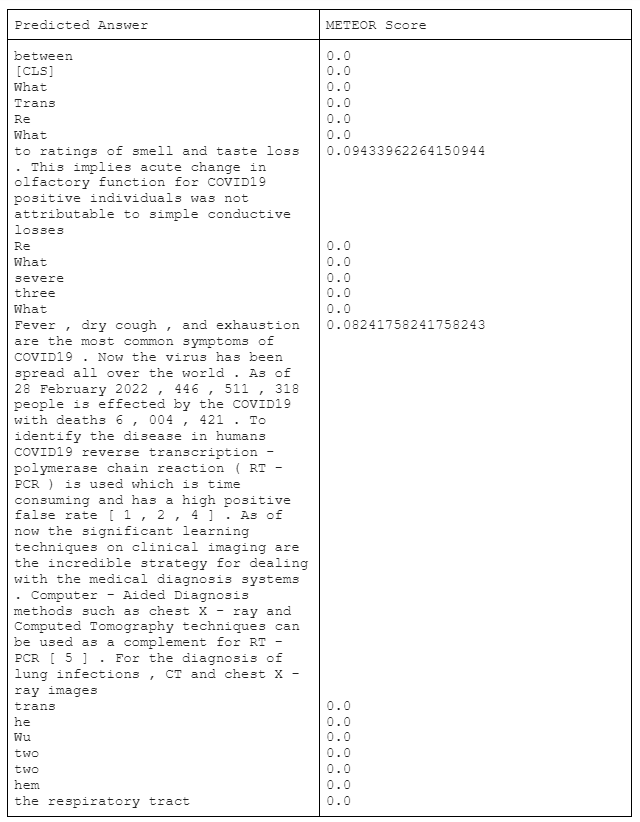 Predicted Answer METEOR Score
between 0.0
[CLS] 0.0
What 0.0
Trans 0.0
Re 0.0
What 0.0
to ratings of smell and taste loss 0.09433962264150944
. This implies acute change in
olfactory function for COVID19
positive individuals was not
attributable to simple conductive
losses
Re 0.0
What 0.0
severe 0.0
three 0.0
What 0.0
Fever , dry cough , and exhaustion 0.08241758241758243
are the most common symptoms of
COVID19 . Now the virus has been
spread all over the world . As of
28 February 2022 , 446 , 511 , 318
people is effected by the COVID19
with deaths 6 , 004 , 421 . To
identify the disease in humans
COVID19 reverse transcription -
polymerase chain reaction ( RT -
PCR ) is used which is time
consuming and has a high positive
false rate [ 1 , 2 , 4 ] . As of
now the significant learning
techniques on clinical imaging are
the incredible strategy for dealing
with the medical diagnosis systems
. Computer - Aided Diagnosis
methods such as chest X - ray and
Computed Tomography techniques can
be used as a complement for RT -
PCR [ 5 ] . For the diagnosis of
lung infections , CT and chest X -
ray images
trans 0.0
he 0.0
Wu 0.0
two 0.0
two 0.0
hem 0.0
the respiratory tract 0.0